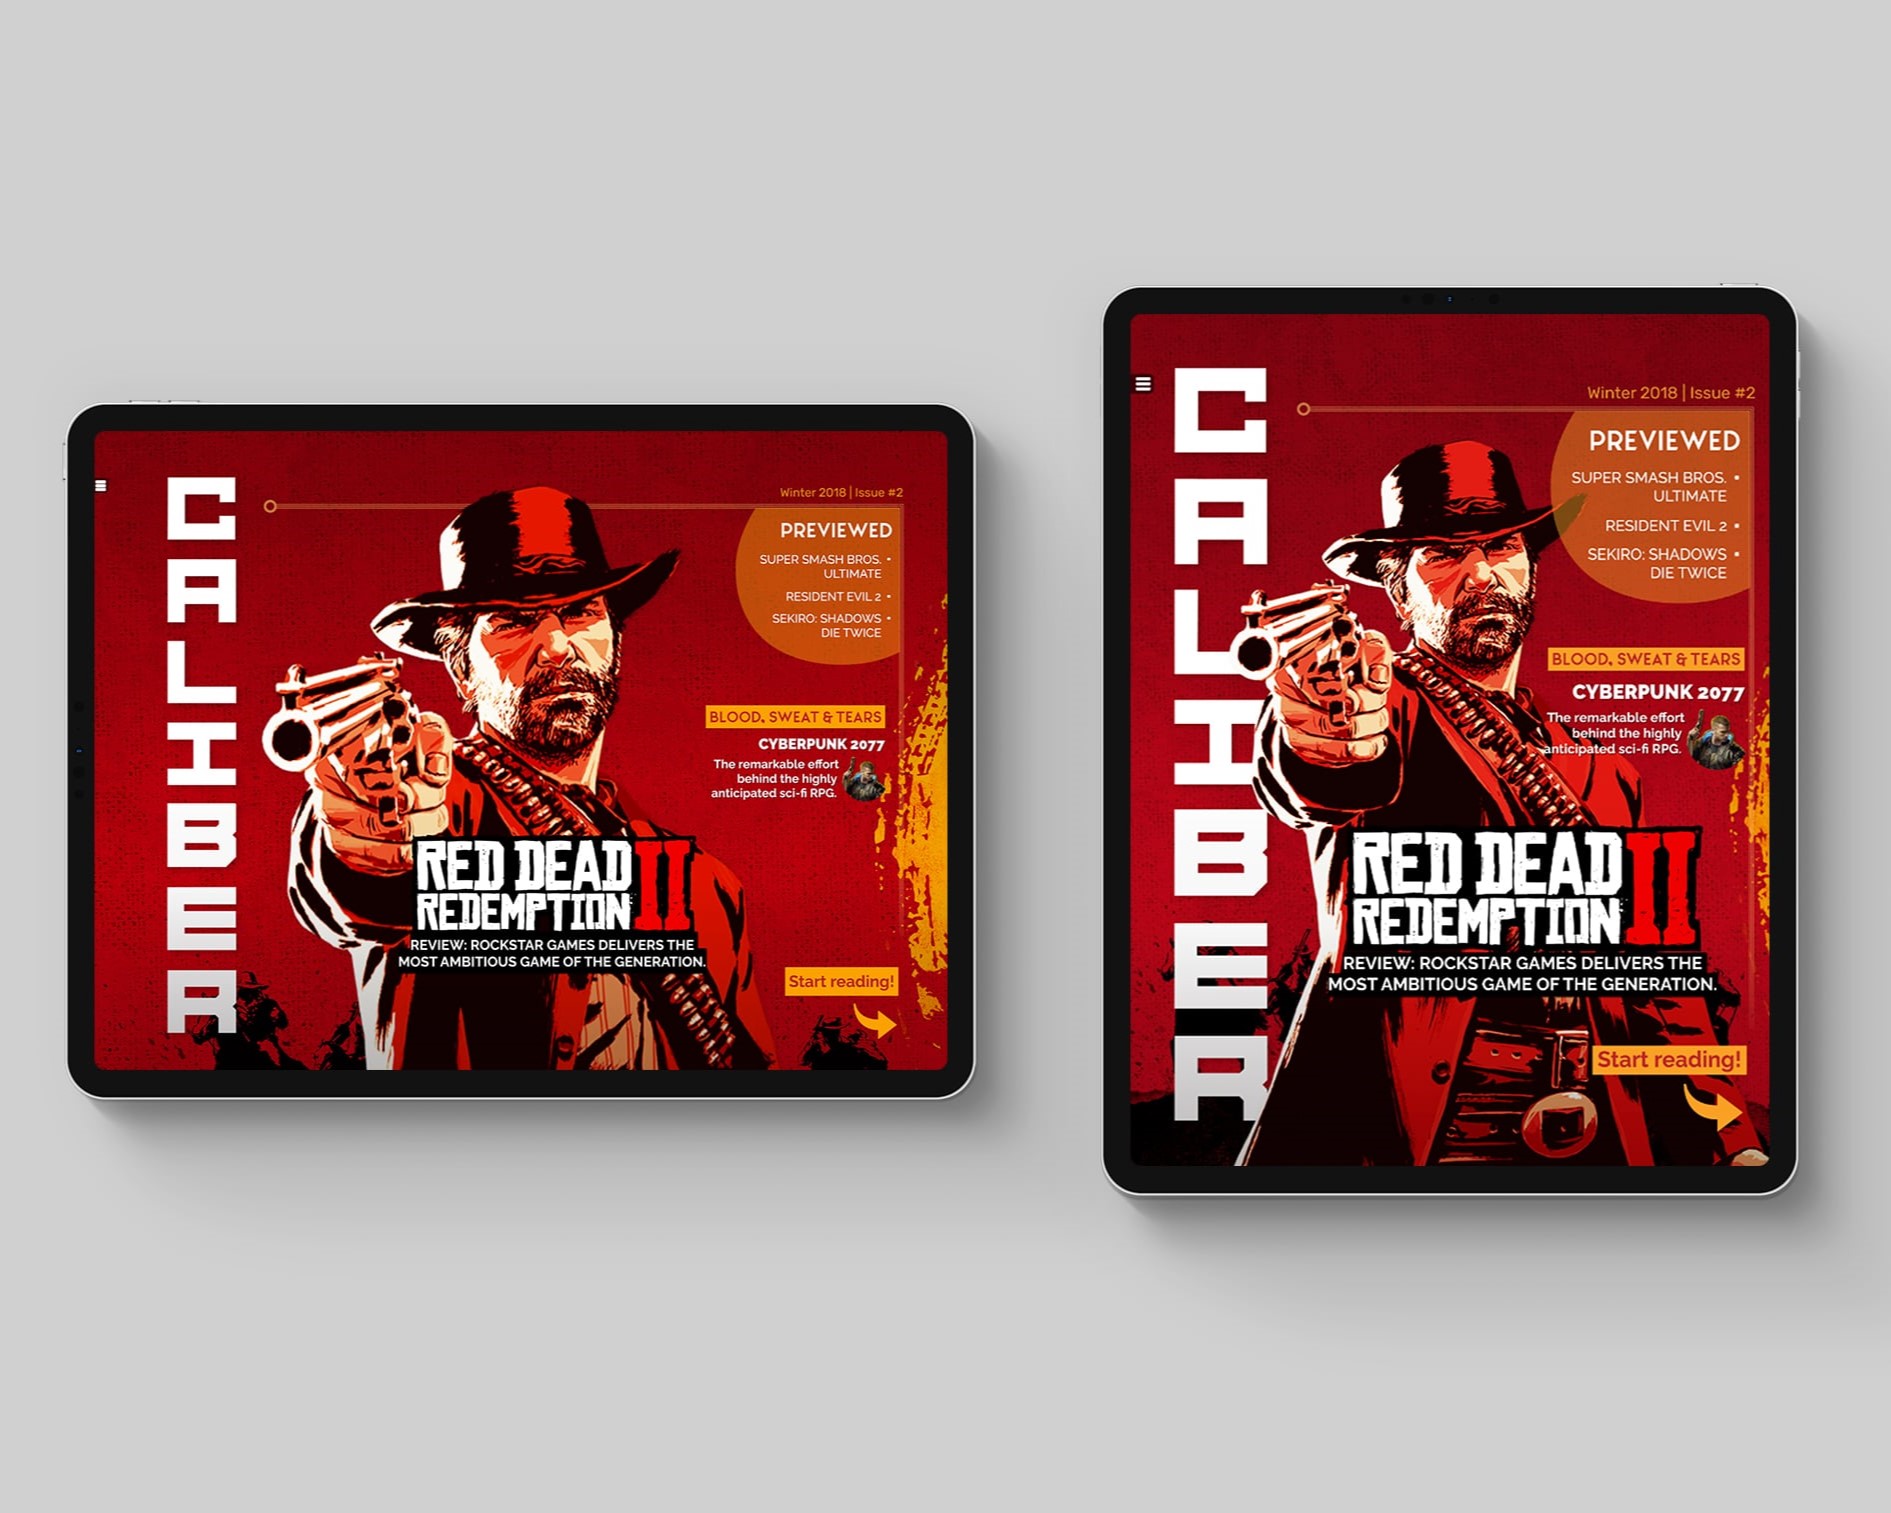 CALIBER
Winter 2018 | Issue #2
PREVIEWED
SUPER SMASH BROS. •
ULTIMATE
RESIDENT EVIL 2 •
SEKIRO: SHADOWS •
DIE TWICE
BLOOD, SWEAT & TEARS
CYBERPUNK 2077
The remarkable effort
behind the highly
anticipated sci-fi RPG.
RED DEAD
REDEMPTION II
REVIEW: ROCKSTAR GAMES DELIVERS THE
MOST AMBITIOUS GAME OF THE GENERATION.
Start reading!
CALIBER
Winter 2018 | Issue #2
PREVIEWED
SUPER SMASH BROS. •
ULTIMATE
RESIDENT EVIL 2 •
SEKIRO: SHADOWS •
DIE TWICE
BLOOD, SWEAT & TEARS
CYBERPUNK 2077
The remarkable effort
behind the highly
anticipated sci-fi RPG.
RED DEAD
REDEMPTION II
REVIEW: ROCKSTAR GAMES DELIVERS THE
MOST AMBITIOUS GAME OF THE GENERATION.
Start reading!